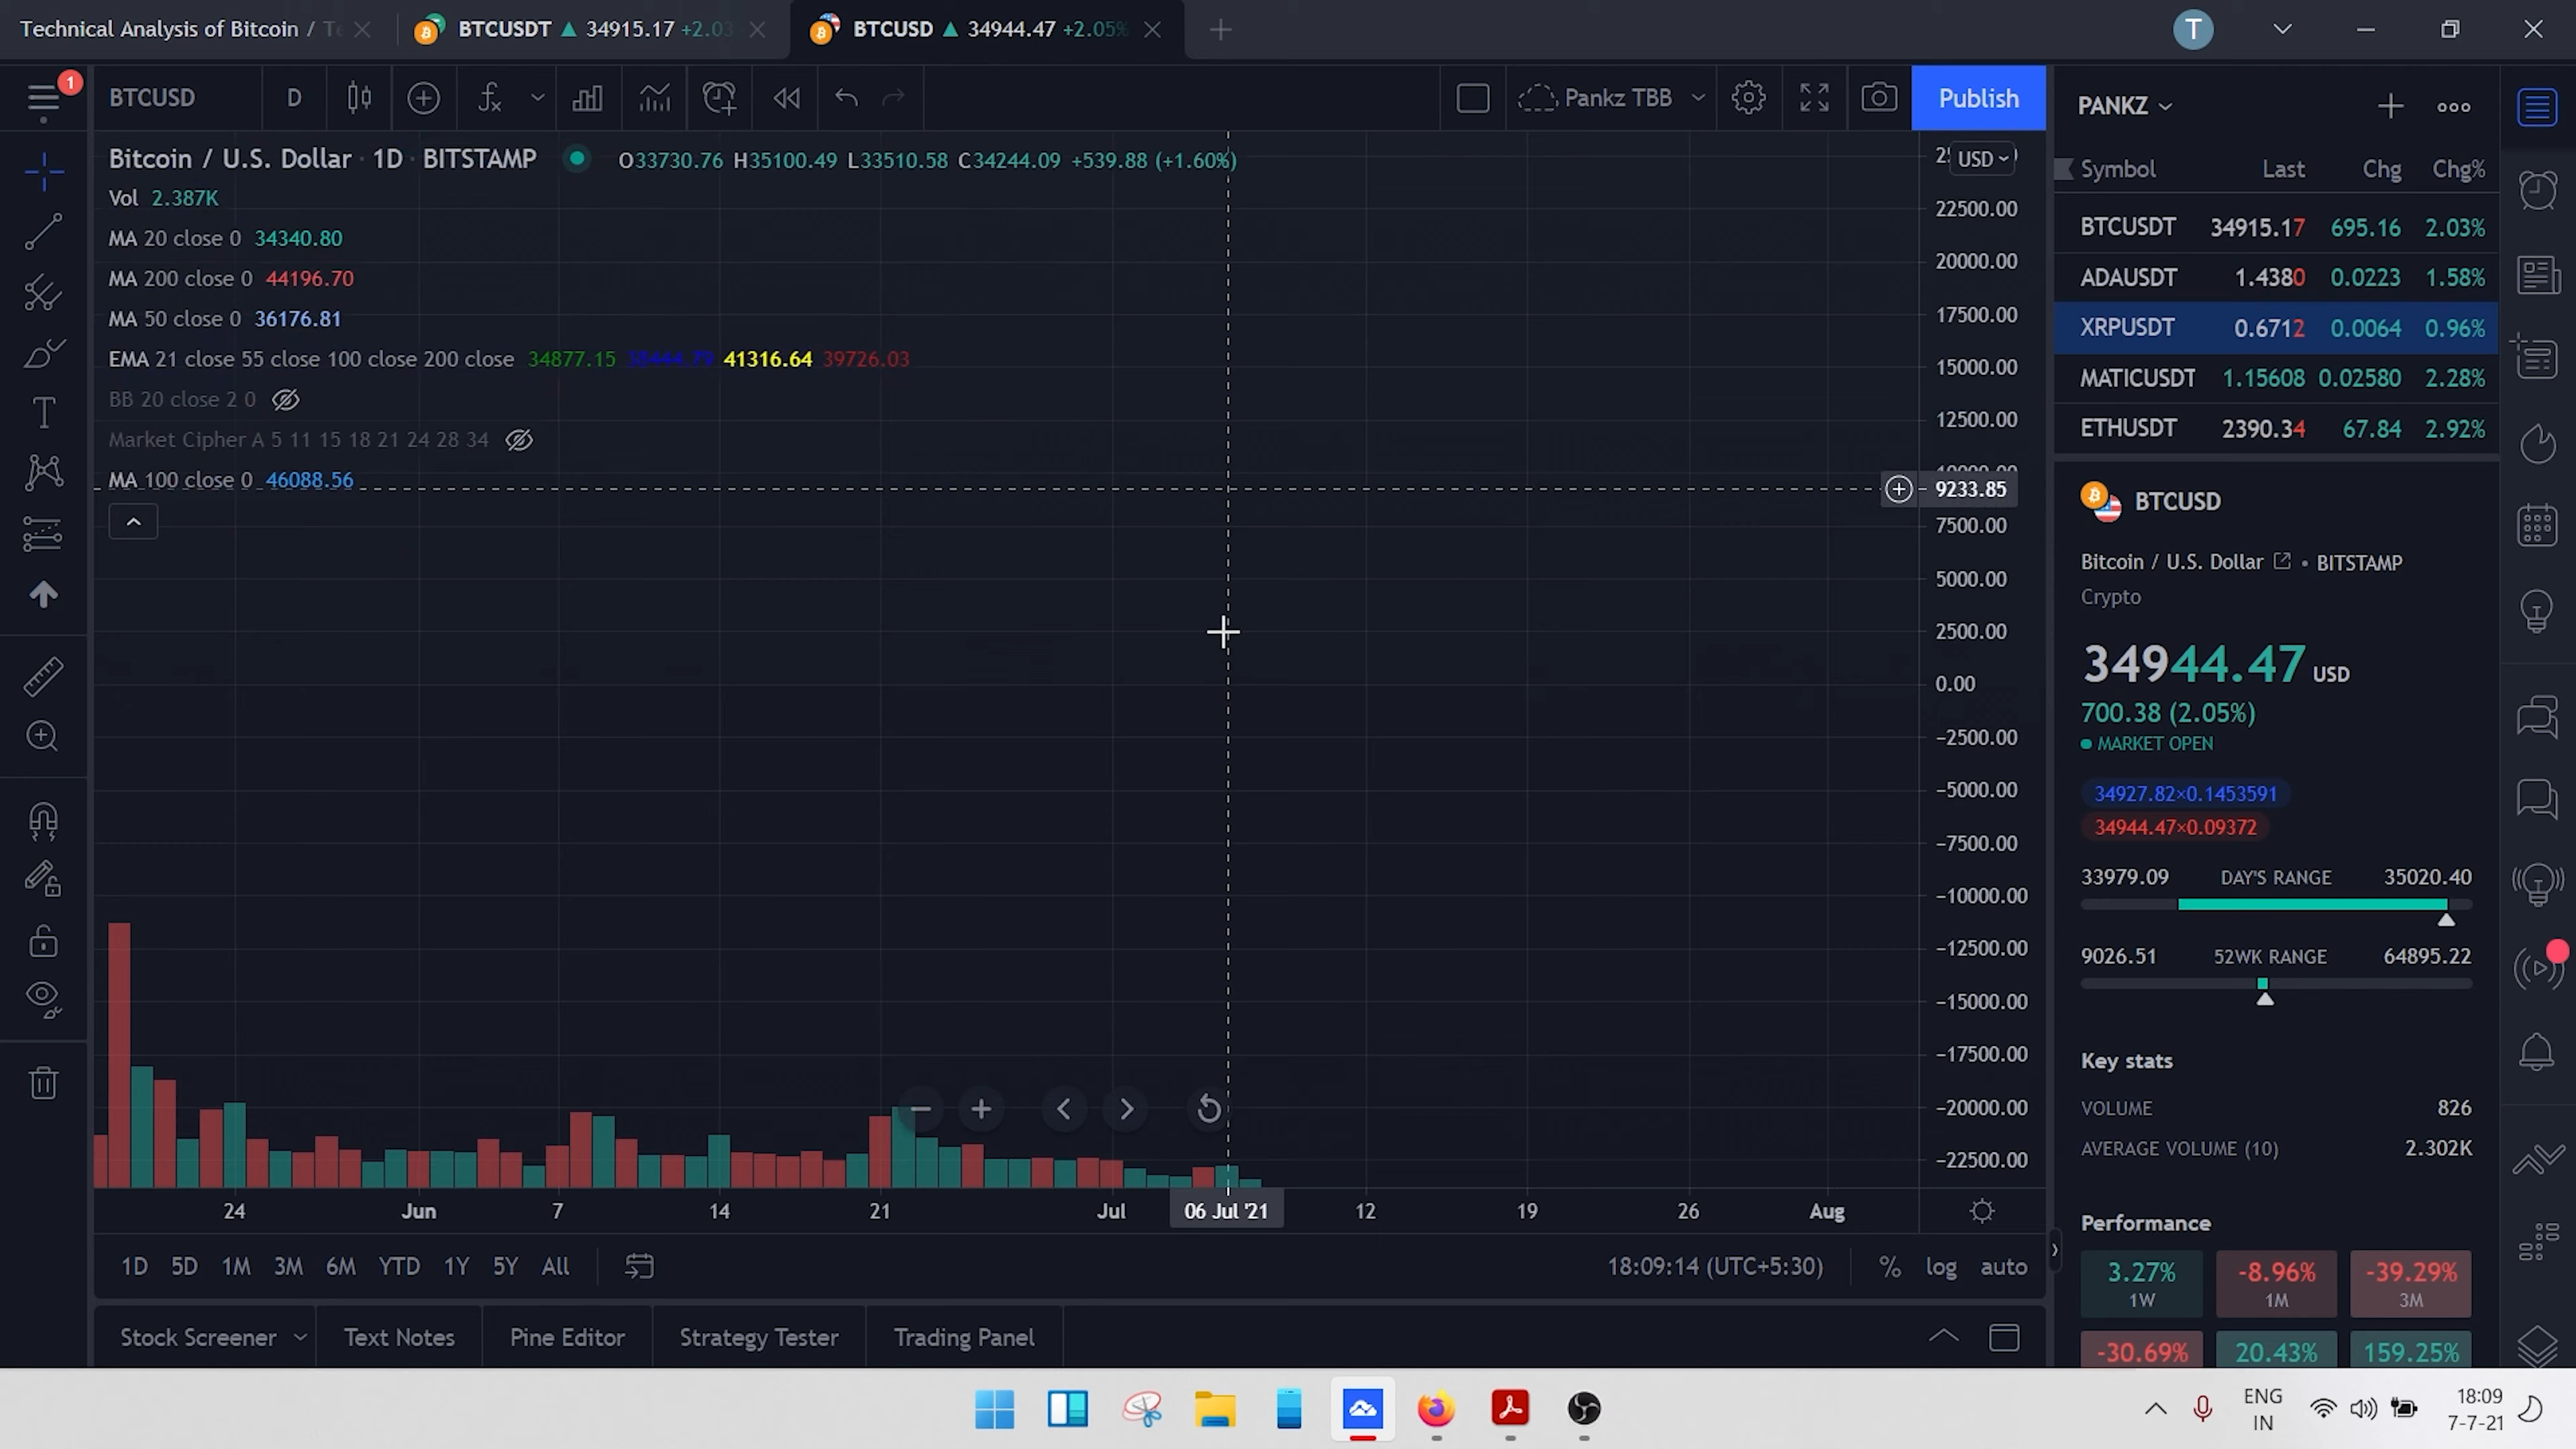 Technical Analysis of Bitcoin /
BTCUSDT ▲ 34915.17 +2.03
BTCUSD ▲ 34944.47 +2.05%
T
1
BTCUSD
D
Pankz TBB
Publish
PANKZ
Bitcoin / U.S. Dollar · 1D · BITSTAMP
O33730.76 H35100.49 L33510.58 C34244.09 +539.88 (+1.60%)
Vol 2.387K
MA 20 close 0 34340.80
MA 200 close 0 44196.70
MA 50 close 0 36176.81
EMA 21 close 55 close 100 close 200 close 34877.15 41316.64 39726.03
BB 20 close 2 0
Market Cipher A 5 11 15 18 21 24 28 34
MA 100 close 0 46088.56
USD
22500.00
20000.00
17500.00
15000.00
12500.00
9233.85
7500.00
5000.00
2500.00
0.00
−2500.00
−5000.00
−7500.00
−10000.00
−12500.00
−15000.00
−17500.00
−20000.00
−22500.00
24 Jun 7 14 21 Jul 06 Jul '21 12 19 26 Aug
1D 5D 1M 3M 6M YTD 1Y 5Y All
18:09:14 (UTC+5:30) % log auto
Stock Screener Text Notes Pine Editor Strategy Tester Trading Panel
Symbol Last Chg Chg%
BTCUSDT 34915.17 695.16 2.03%
ADAUSDT 1.4380 0.0223 1.58%
XRPUSDT 0.6712 0.0064 0.96%
MATICUSDT 1.15608 0.02580 2.28%
ETHUSDT 2390.34 67.84 2.92%
BTCUSD
Bitcoin / U.S. Dollar • BITSTAMP
Crypto
34944.47 USD
700.38 (2.05%)
MARKET OPEN
34927.82×0.1453591
34944.47×0.09372
33979.09 DAY'S RANGE 35020.40
9026.51 52WK RANGE 64895.22
Key stats
VOLUME 826
AVERAGE VOLUME (10) 2.302K
Performance
3.27% -8.96% -39.29%
1W 1M 3M
-30.69% 20.43% 159.25%
ENG
IN
18:09
7-7-21